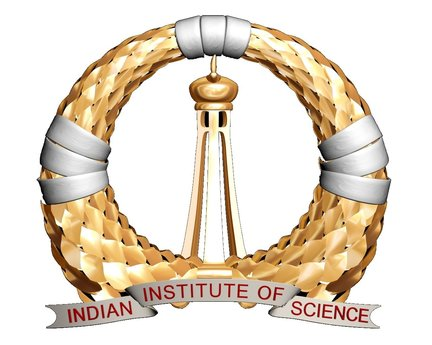 INDIAN INSTITUTE OF SCIENCE